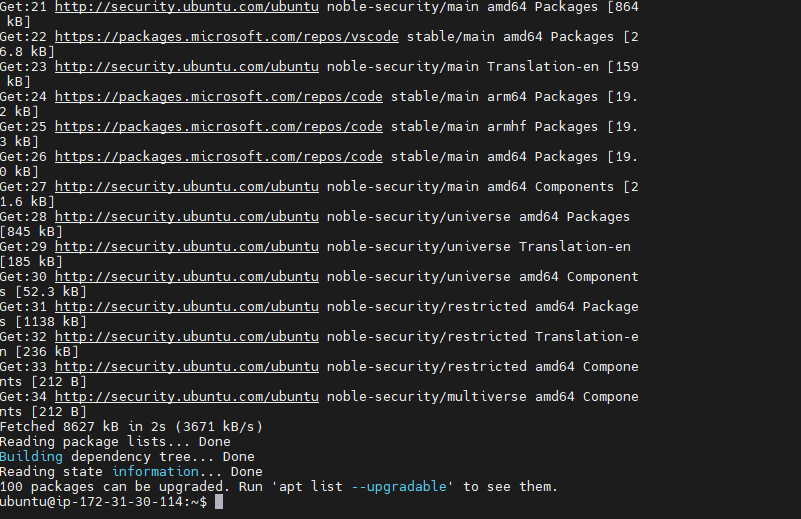 Get:21 http://security.ubuntu.com/ubuntu noble-security/main amd64 Packages [864
 kB]
Get:22 https://packages.microsoft.com/repos/vscode stable/main amd64 Packages [2
6.8 kB]
Get:23 http://security.ubuntu.com/ubuntu noble-security/main Translation-en [159
 kB]
Get:24 https://packages.microsoft.com/repos/code stable/main arm64 Packages [19.
2 kB]
Get:25 https://packages.microsoft.com/repos/code stable/main armhf Packages [19.
3 kB]
Get:26 https://packages.microsoft.com/repos/code stable/main amd64 Packages [19.
0 kB]
Get:27 http://security.ubuntu.com/ubuntu noble-security/main amd64 Components [2
1.6 kB]
Get:28 http://security.ubuntu.com/ubuntu noble-security/universe amd64 Packages
[845 kB]
Get:29 http://security.ubuntu.com/ubuntu noble-security/universe Translation-en
[185 kB]
Get:30 http://security.ubuntu.com/ubuntu noble-security/universe amd64 Component
s [52.3 kB]
Get:31 http://security.ubuntu.com/ubuntu noble-security/restricted amd64 Package
s [1138 kB]
Get:32 http://security.ubuntu.com/ubuntu noble-security/restricted Translation-e
n [236 kB]
Get:33 http://security.ubuntu.com/ubuntu noble-security/restricted amd64 Compone
nts [212 B]
Get:34 http://security.ubuntu.com/ubuntu noble-security/multiverse amd64 Compone
nts [212 B]
Fetched 8627 kB in 2s (3671 kB/s)
Reading package lists... Done
Building dependency tree... Done
Reading state information... Done
100 packages can be upgraded. Run 'apt list --upgradable' to see them.
ubuntu@ip-172-31-30-114:~$